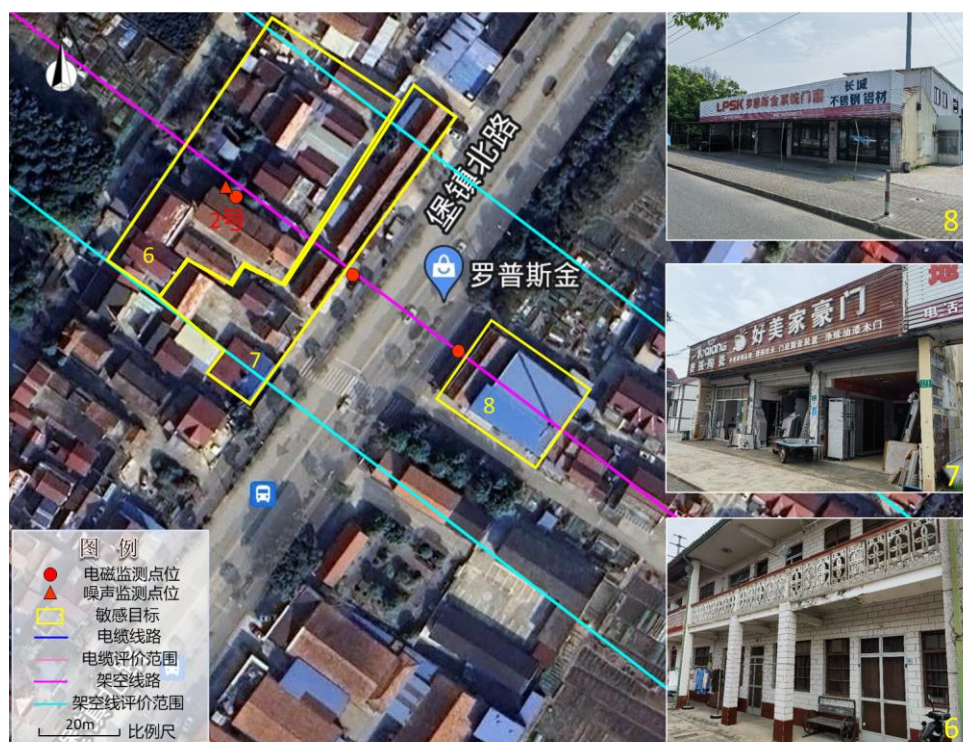 堡镇北路
罗普斯金
2号
6
7
8
LPSK 罗普斯金系统门窗
长城
不锈钢 铝材
8
好美家豪门
7
6
图 例
电磁监测点位
噪声监测点位
敏感目标
电缆线路
电缆评价范围
架空线路
架空线评价范围
20m 比例尺